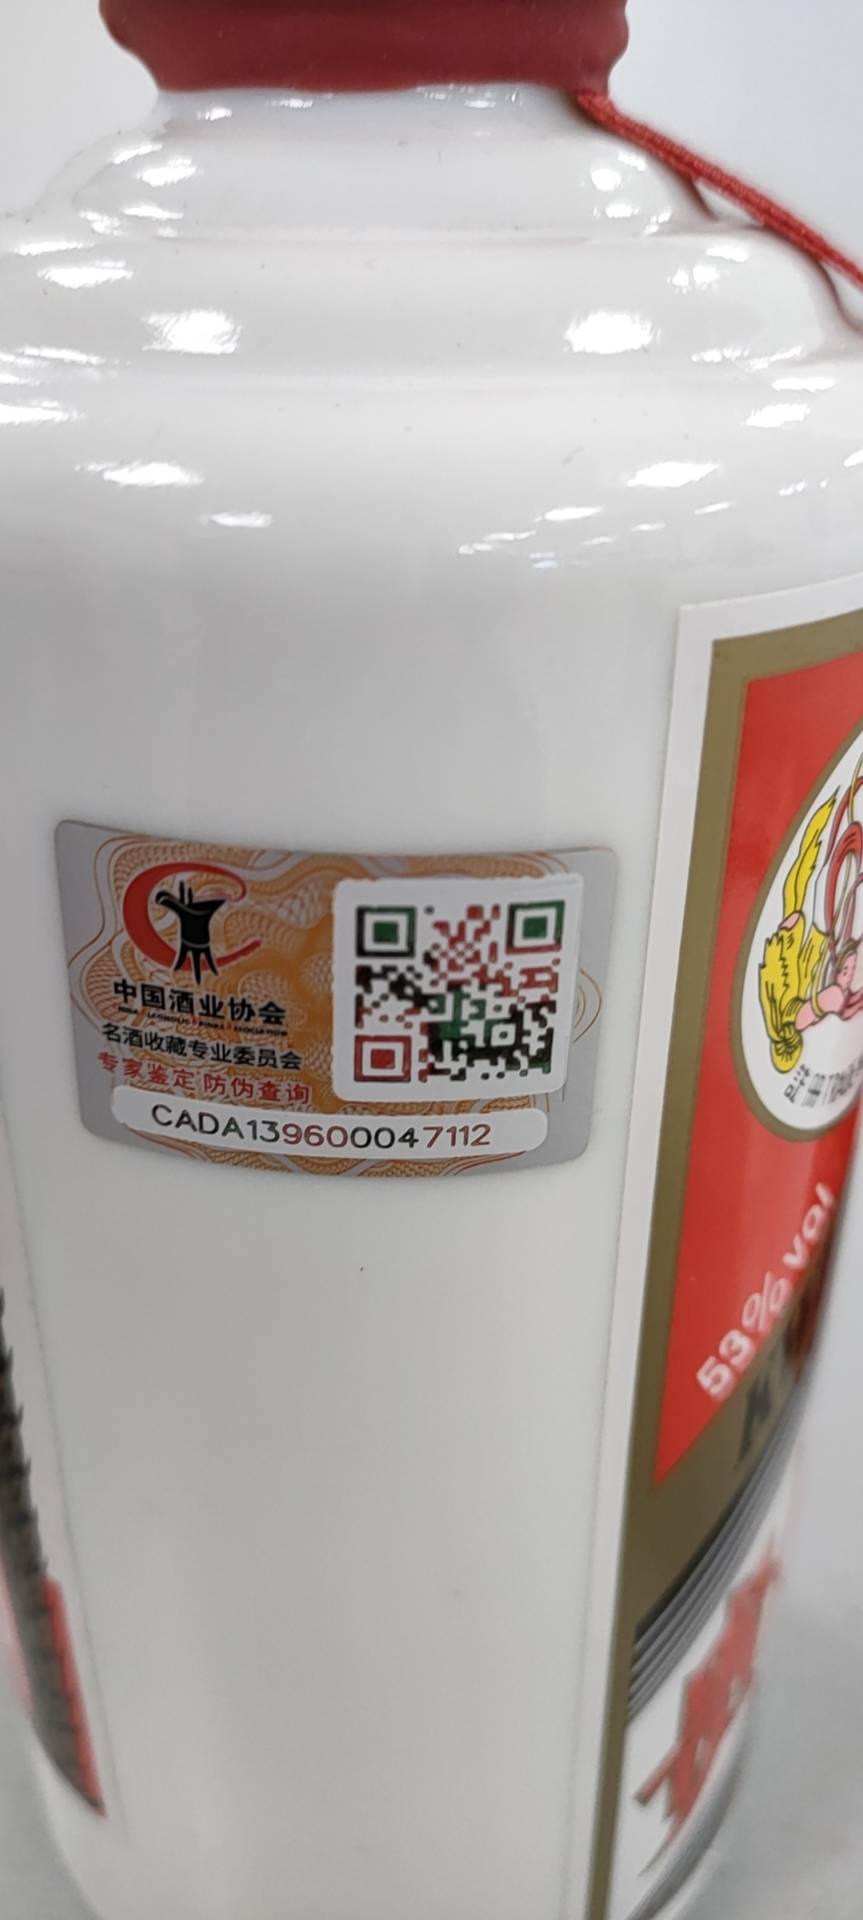 中国酒业协会
名酒收藏专业委员会
专家鉴定 防伪查询
CADA139600047112
53% vol